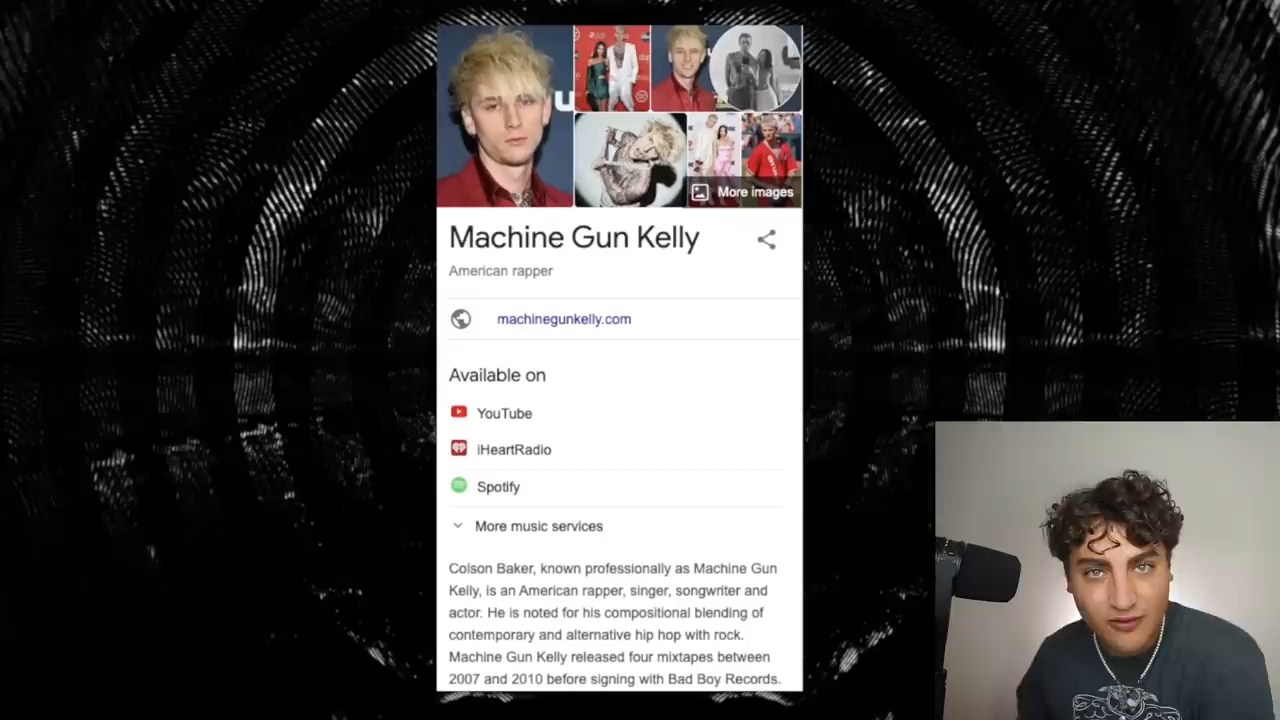 More images
Machine Gun Kelly
American rapper
machinegunkelly.com
Available on
YouTube
iHeartRadio
Spotify
More music services
Colson Baker, known professionally as Machine Gun
Kelly, is an American rapper, singer, songwriter and
actor. He is noted for his compositional blending of
contemporary and alternative hip hop with rock.
Machine Gun Kelly released four mixtapes between
2007 and 2010 before signing with Bad Boy Records.